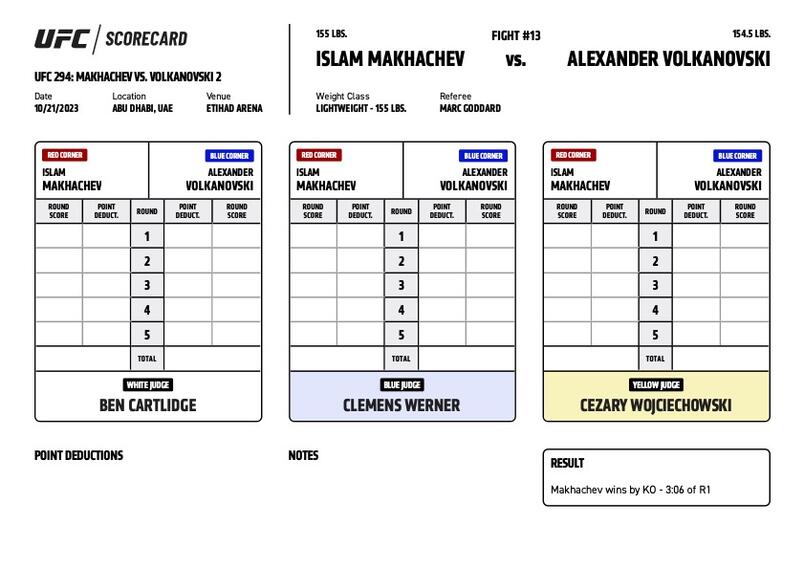 UFC SCORECARD
UFC 294: MAKHACHEV VS. VOLKANOVSKI 2
Date Location Venue
10/21/2023 ABU DHABI, UAE ETIHAD ARENA
155 LBS. FIGHT #13 154.5 LBS.
ISLAM MAKHACHEV vs. ALEXANDER VOLKANOVSKI
Weight Class Referee
LIGHTWEIGHT - 155 LBS. MARC GODDARD
RED CORNER BLUE CORNER
ISLAM ALEXANDER
MAKHACHEV VOLKANOVSKI
ROUND SCORE POINT DEDUCT. ROUND POINT DEDUCT. ROUND SCORE
1
2
3
4
5
TOTAL
WHITE JUDGE
BEN CARTLIDGE
RED CORNER BLUE CORNER
ISLAM ALEXANDER
MAKHACHEV VOLKANOVSKI
ROUND SCORE POINT DEDUCT. ROUND POINT DEDUCT. ROUND SCORE
1
2
3
4
5
TOTAL
BLUE JUDGE
CLEMENS WERNER
RED CORNER BLUE CORNER
ISLAM ALEXANDER
MAKHACHEV VOLKANOVSKI
ROUND SCORE POINT DEDUCT. ROUND POINT DEDUCT. ROUND SCORE
1
2
3
4
5
TOTAL
YELLOW JUDGE
CEZARY WOJCIECHOWSKI
POINT DEDUCTIONS
NOTES
RESULT
Makhachev wins by KO - 3:06 of R1